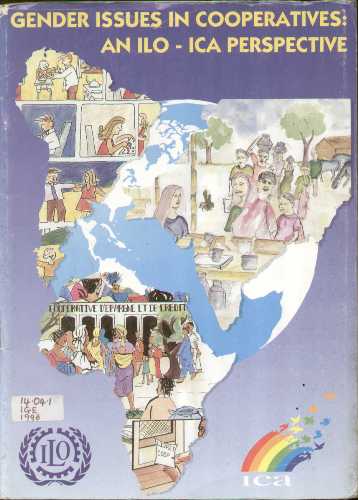 GENDER ISSUES IN COOPERATIVES:
AN ILO - ICA PERSPECTIVE
COOPERATIVE D'EPARGNE ET DE CREDIT
14.04.1
IGE
ILO
ica